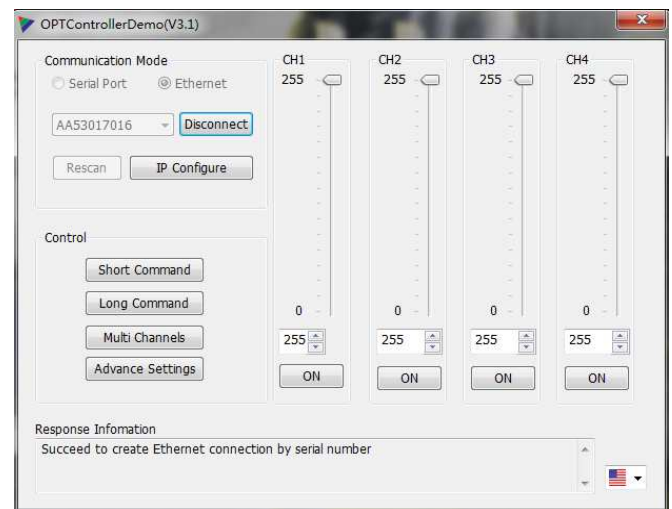 OPTControllerDemo(V3.1)
Communication Mode
Serial Port Ethernet
AA53017016 Disconnect
Rescan IP Configure
Control
Short Command
Long Command
Multi Channels
Advance Settings
CH1 CH2 CH3 CH4
255 255 255 255
0 0 0 0
255 255 255 255
ON ON ON ON
Response Infomation
Succeed to create Ethernet connection by serial number